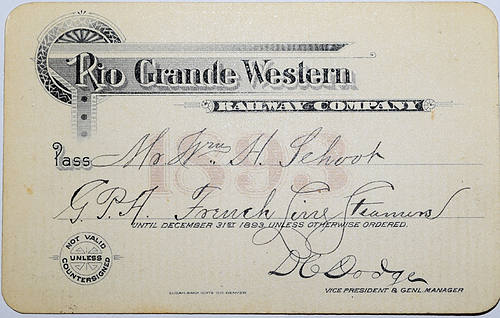 Rio Grande Western
RAILWAY COMPANY
1893
Pass Mr. Wm. H. Schoot
G.P.A. French Line Steamers
UNTIL DECEMBER 31ST 1893, UNLESS OTHERWISE ORDERED.
NOT VALID
UNLESS
COUNTERSIGNED
D C Dodge
VICE PRESIDENT & GENL. MANAGER